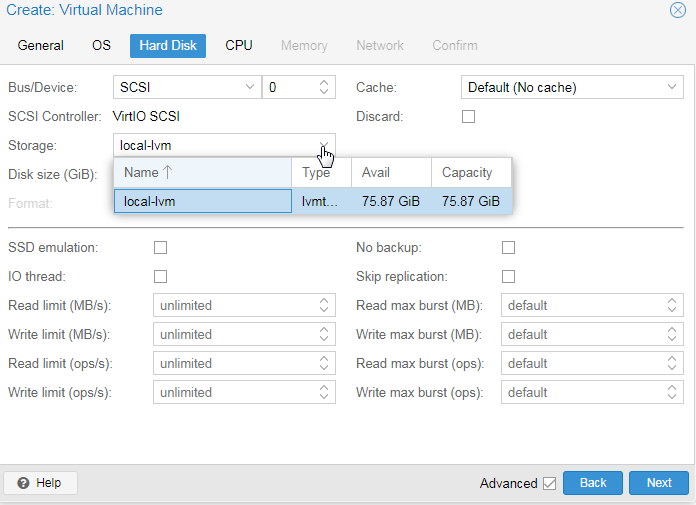 Create: Virtual Machine
General OS Hard Disk CPU Memory Network Confirm
Bus/Device: SCSI 0 Cache: Default (No cache)
SCSI Controller: VirtIO SCSI Discard:
Storage: local-lvm
Name Type Avail Capacity
Disk size (GiB):
local-lvm lvmt... 75.87 GiB 75.87 GiB
Format:
SSD emulation: No backup:
IO thread: Skip replication:
Read limit (MB/s): unlimited Read max burst (MB): default
Write limit (MB/s): unlimited Write max burst (MB): default
Read limit (ops/s): unlimited Read max burst (ops): default
Write limit (ops/s): unlimited Write max burst (ops): default
Help Advanced Back Next